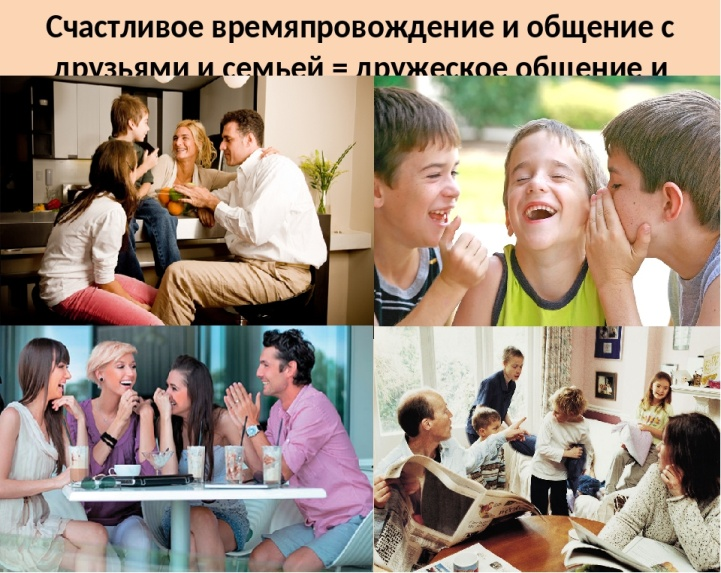 Счастливое времяпровождение и общение с
друзьями и семьей = дружеское общение и